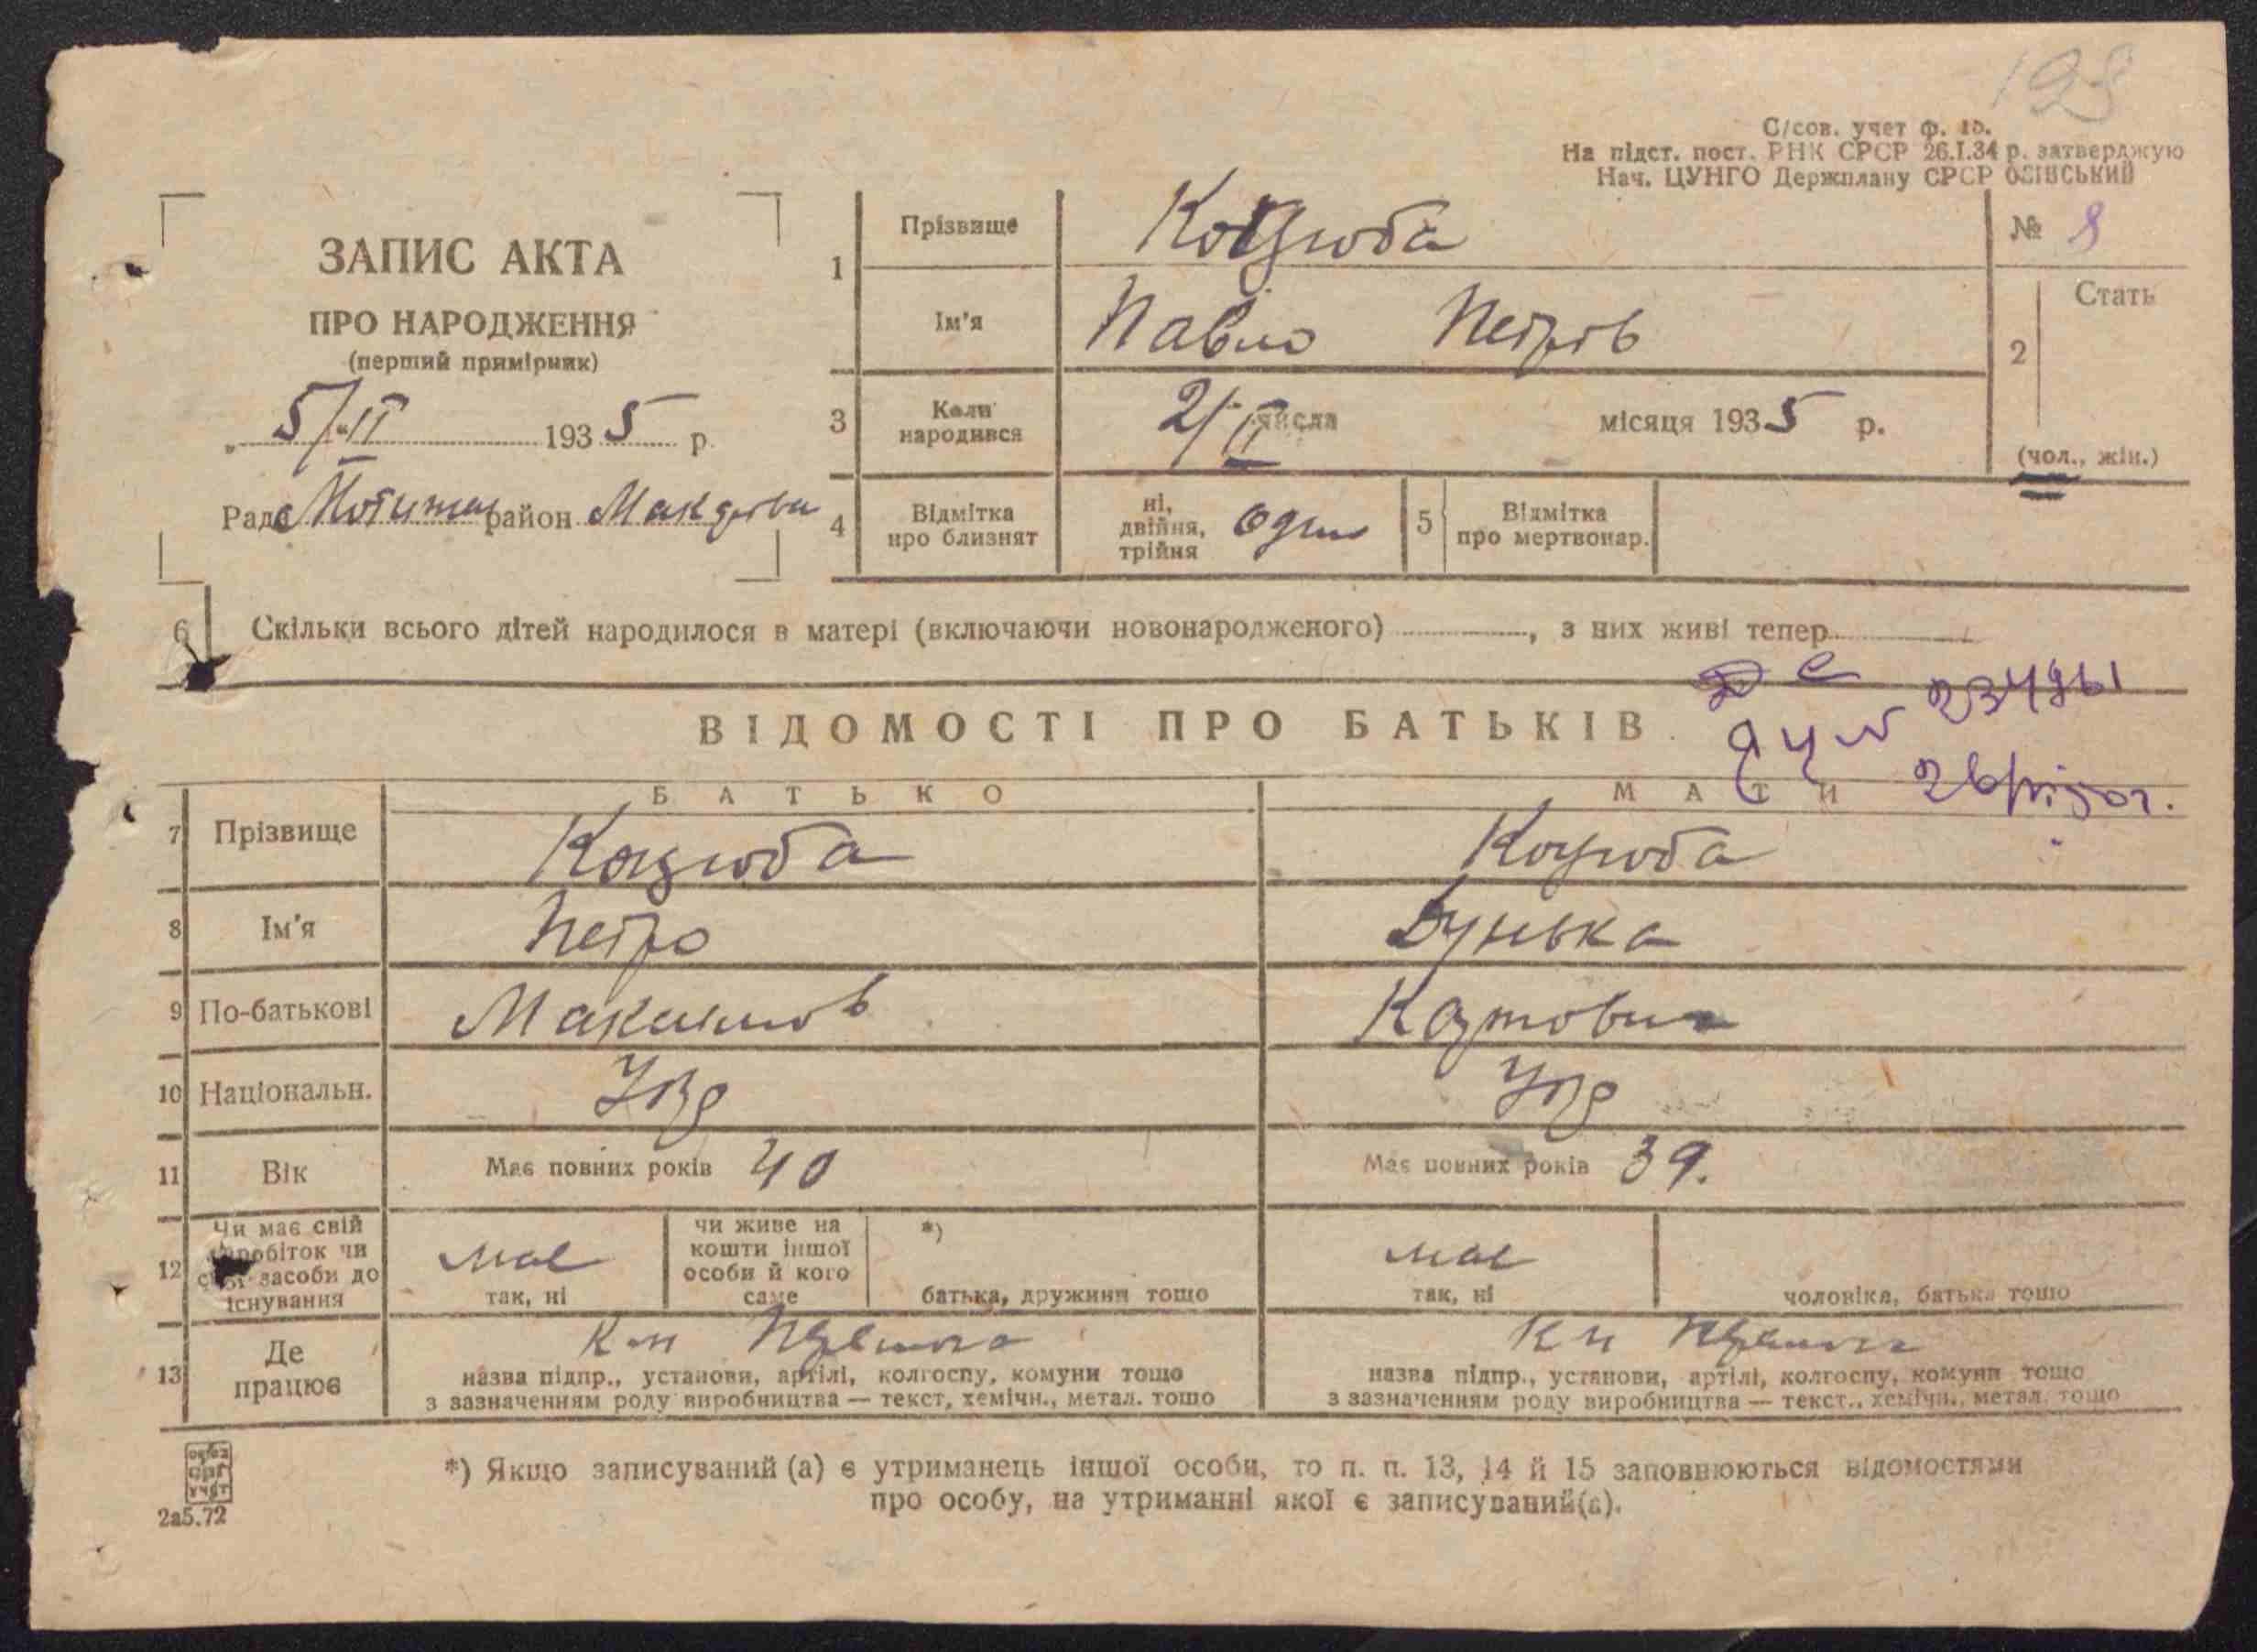 198
С/сов. учет ф. 15.
На підст. пост. РНК СРСР 26.I.34 р. затверджую
Нач. ЦУНГО Держплану СРСР ОСІНСЬКИЙ
ЗАПИС АКТА
ПРО НАРОДЖЕННЯ
(перший примірник)
„ 5/II " 1935 р.
Рада район
1 Прізвище Коцюба
№ 8
Ім'я Павло Петрів
2 Стать
(чол., жін.)
3 Коли народився 2/II числа місяця 1935 р.
4 Відмітка про близнят ні, двійня, трійня один
5 Відмітка про мертвонар.
6 Скільки всього дітей народилося в матері (включаючи новонародженого) , з них живі тепер
ВІДОМОСТІ ПРО БАТЬКІВ
БАТЬКО МАТИ
7 Прізвище Коцюба Коцюба
8 Ім'я Петро Дунька
9 По-батькові Максимов
10 Національн. Укр Укр
11 Вік Має повних років 40 Має повних років 39.
12 Чи має свій заробіток чи свої засоби до існування має так, ні чи живе на кошти іншої особи й кого саме *) батька, дружини тощо має так, ні чоловіка, батька тощо
13 Де працює
назва підпр., установи, артілі, колгоспу, комуни тощо назва підпр., установи, артілі, колгоспу, комуни тощо
з зазначенням роду виробництва — текст, хемічн., метал. тощо з зазначенням роду виробництва — текст., хемічн., метал. тощо
*) Якщо записуваний (а) є утриманець іншої особи, то п. п. 13, 14 й 15 заповнюються відомостями
про особу, на утриманні якої є записуваний(а).
2а5.72